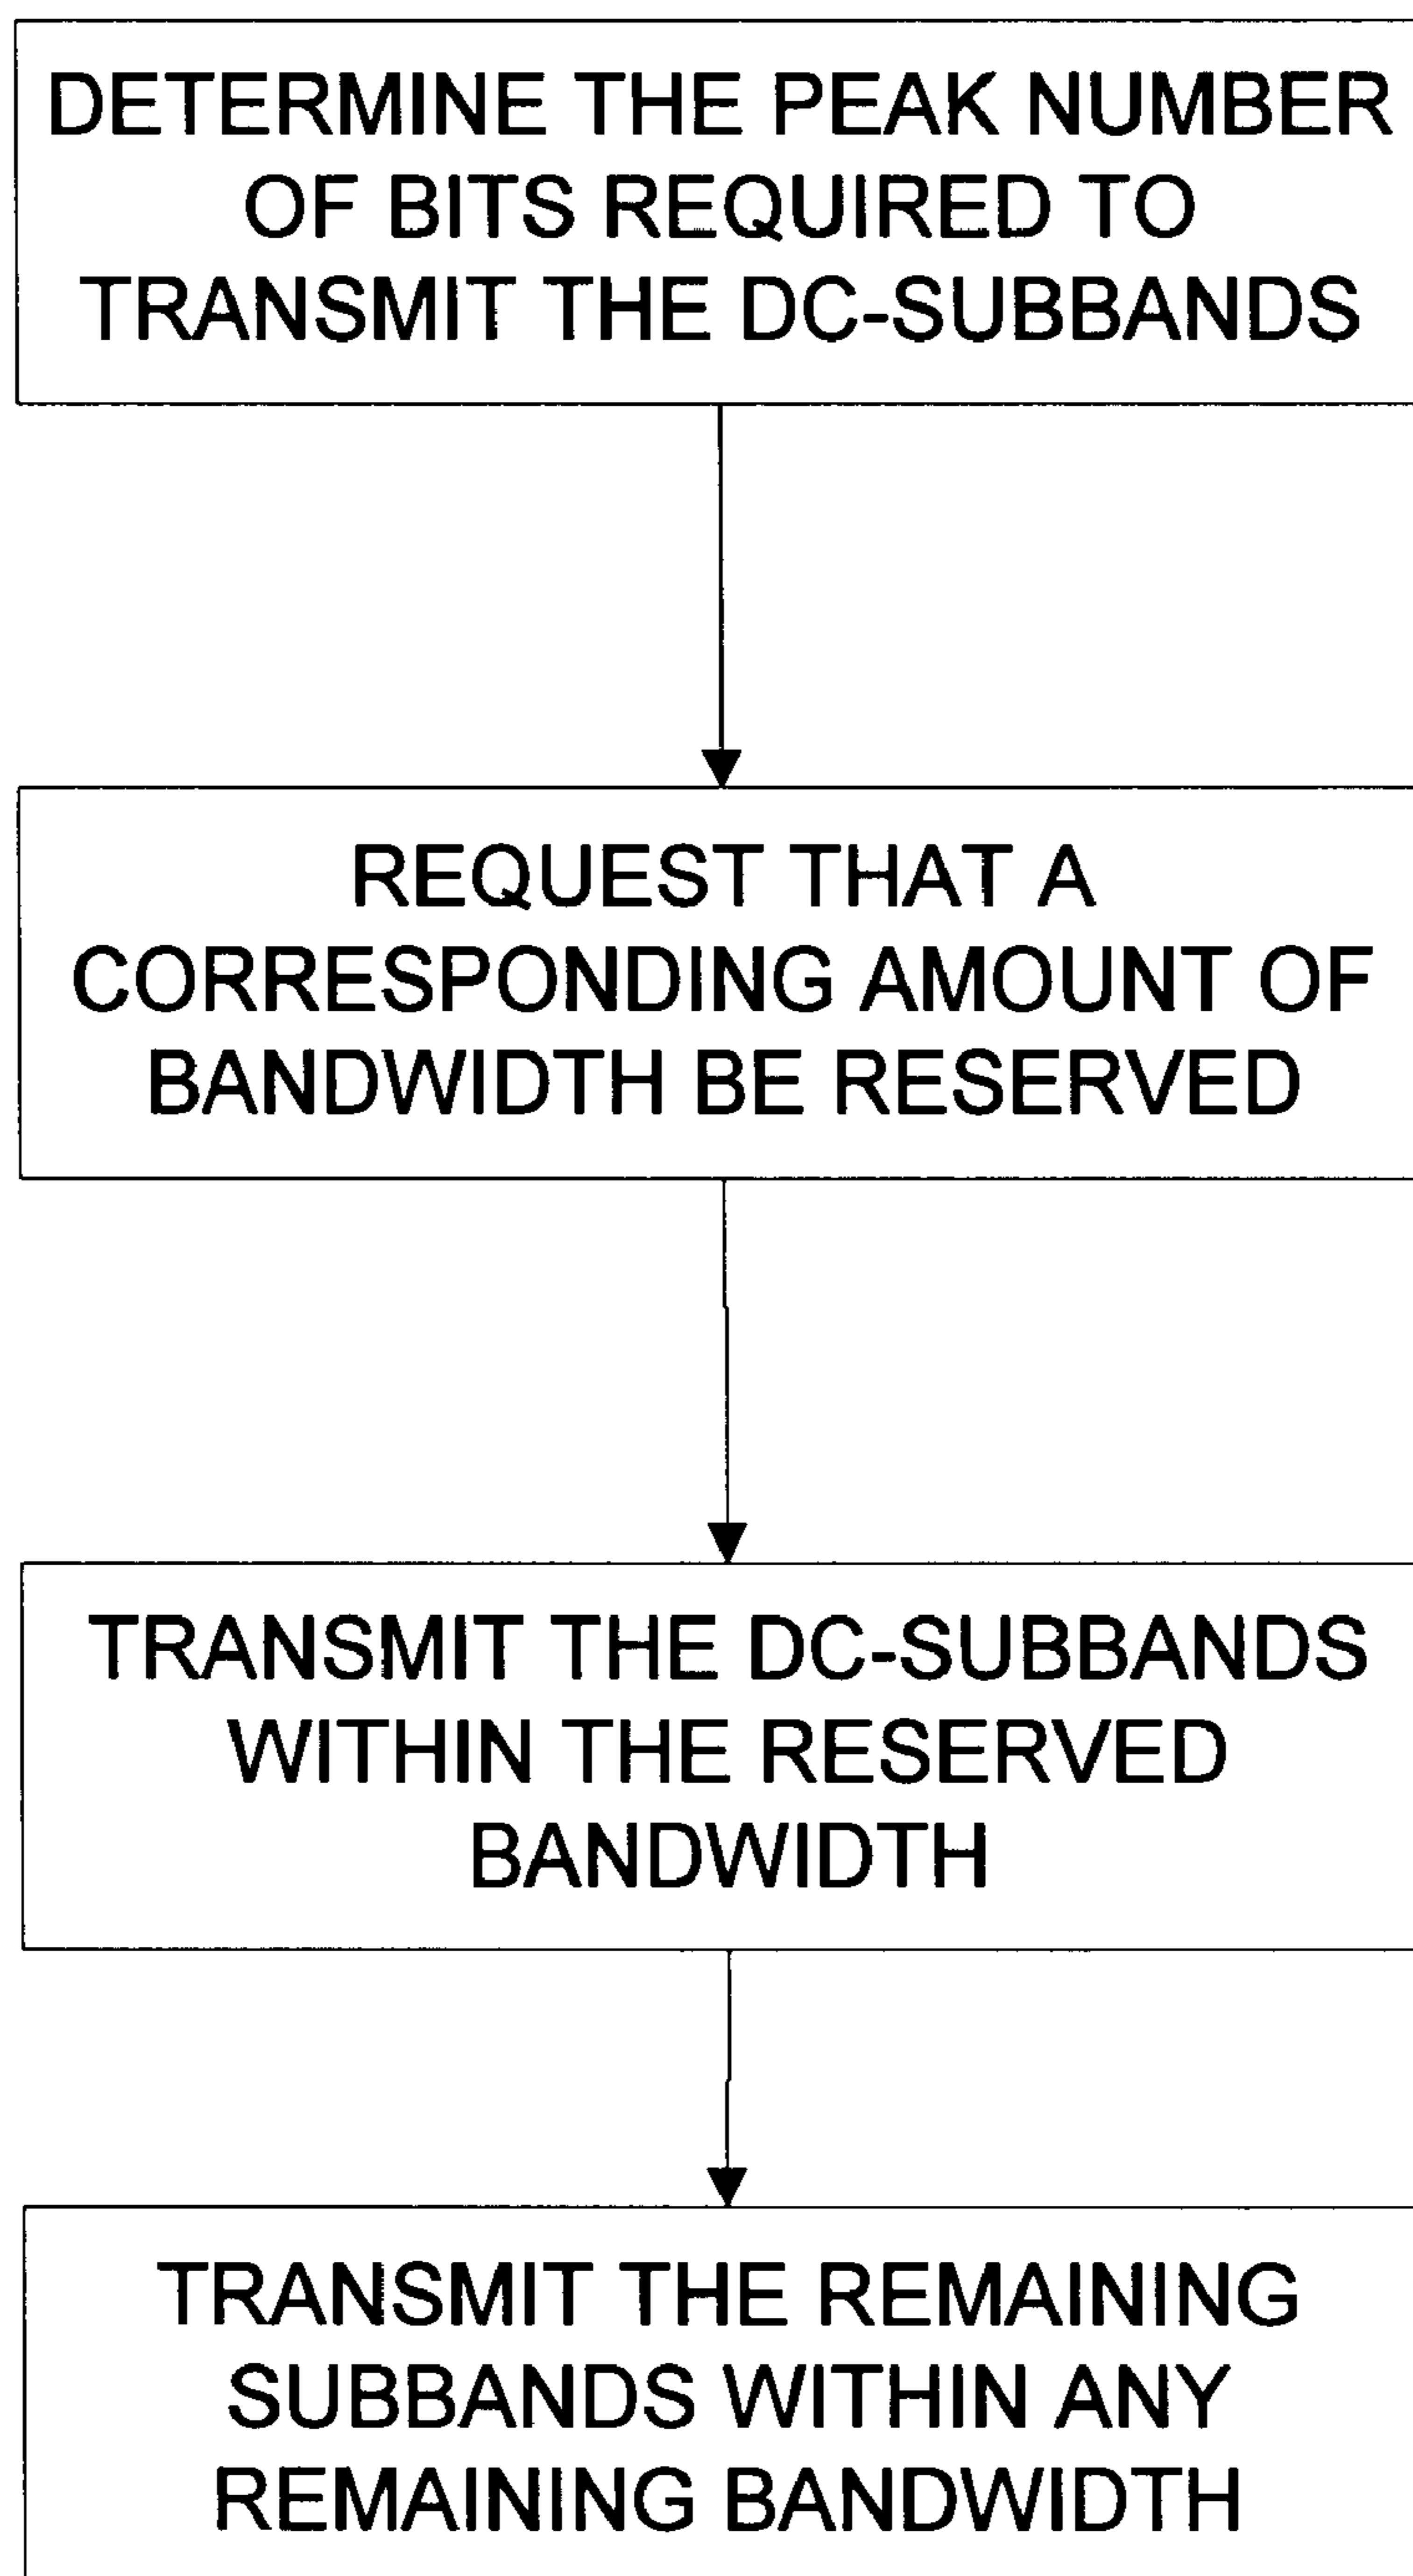 DETERMINE THE PEAK NUMBER
OF BITS REQUIRED TO
TRANSMIT THE DC-SUBBANDS
REQUEST THAT A
CORRESPONDING AMOUNT OF
BANDWIDTH BE RESERVED
TRANSMIT THE DC-SUBBANDS
WITHIN THE RESERVED
BANDWIDTH
TRANSMIT THE REMAINING
SUBBANDS WITHIN ANY
REMAINING BANDWIDTH